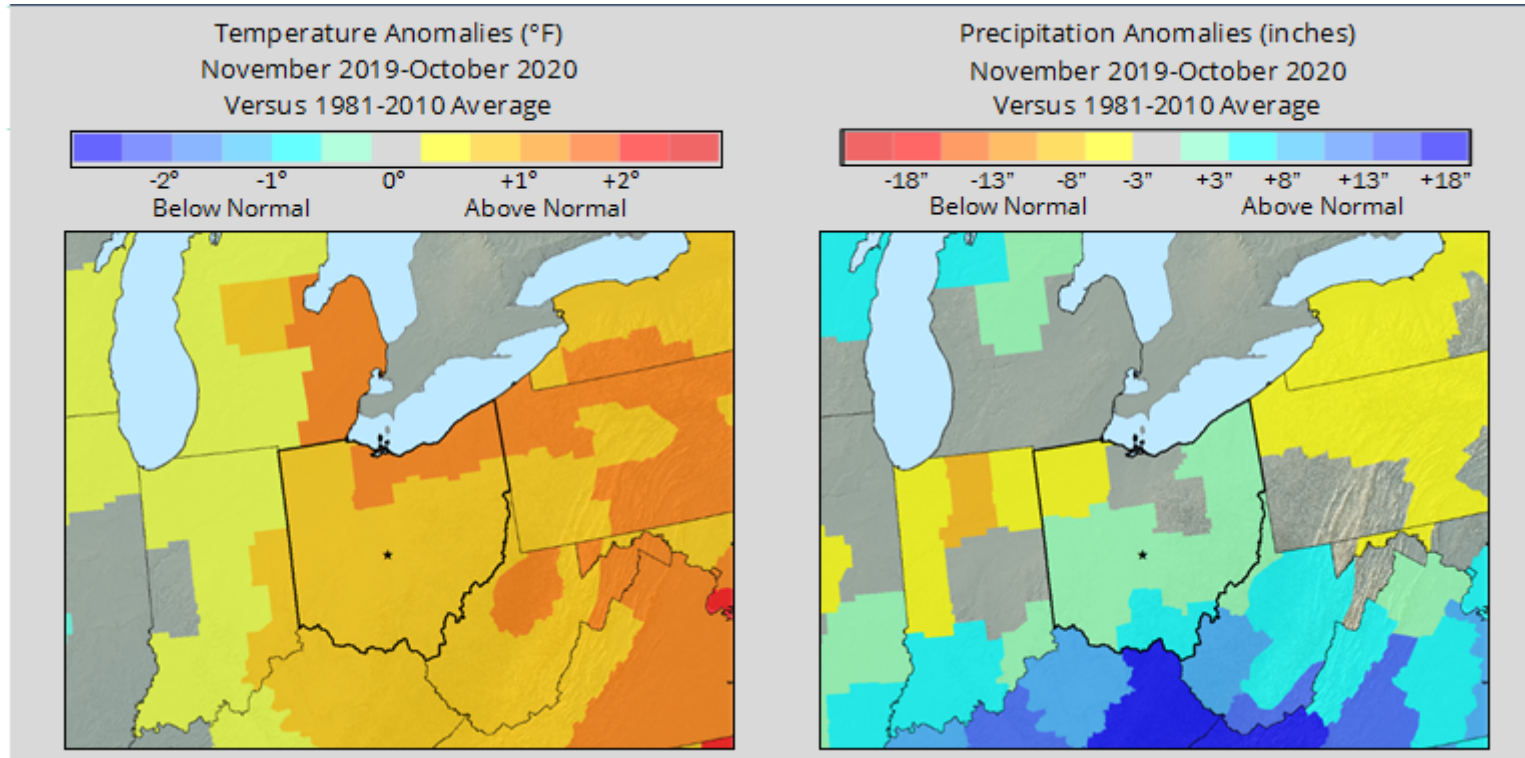 Temperature Anomalies (°F)
November 2019-October 2020
Versus 1981-2010 Average
-2° -1° 0° +1° +2°
Below Normal Above Normal
Precipitation Anomalies (inches)
November 2019-October 2020
Versus 1981-2010 Average
-18” -13” -8” -3” +3” +8” +13” +18”
Below Normal Above Normal